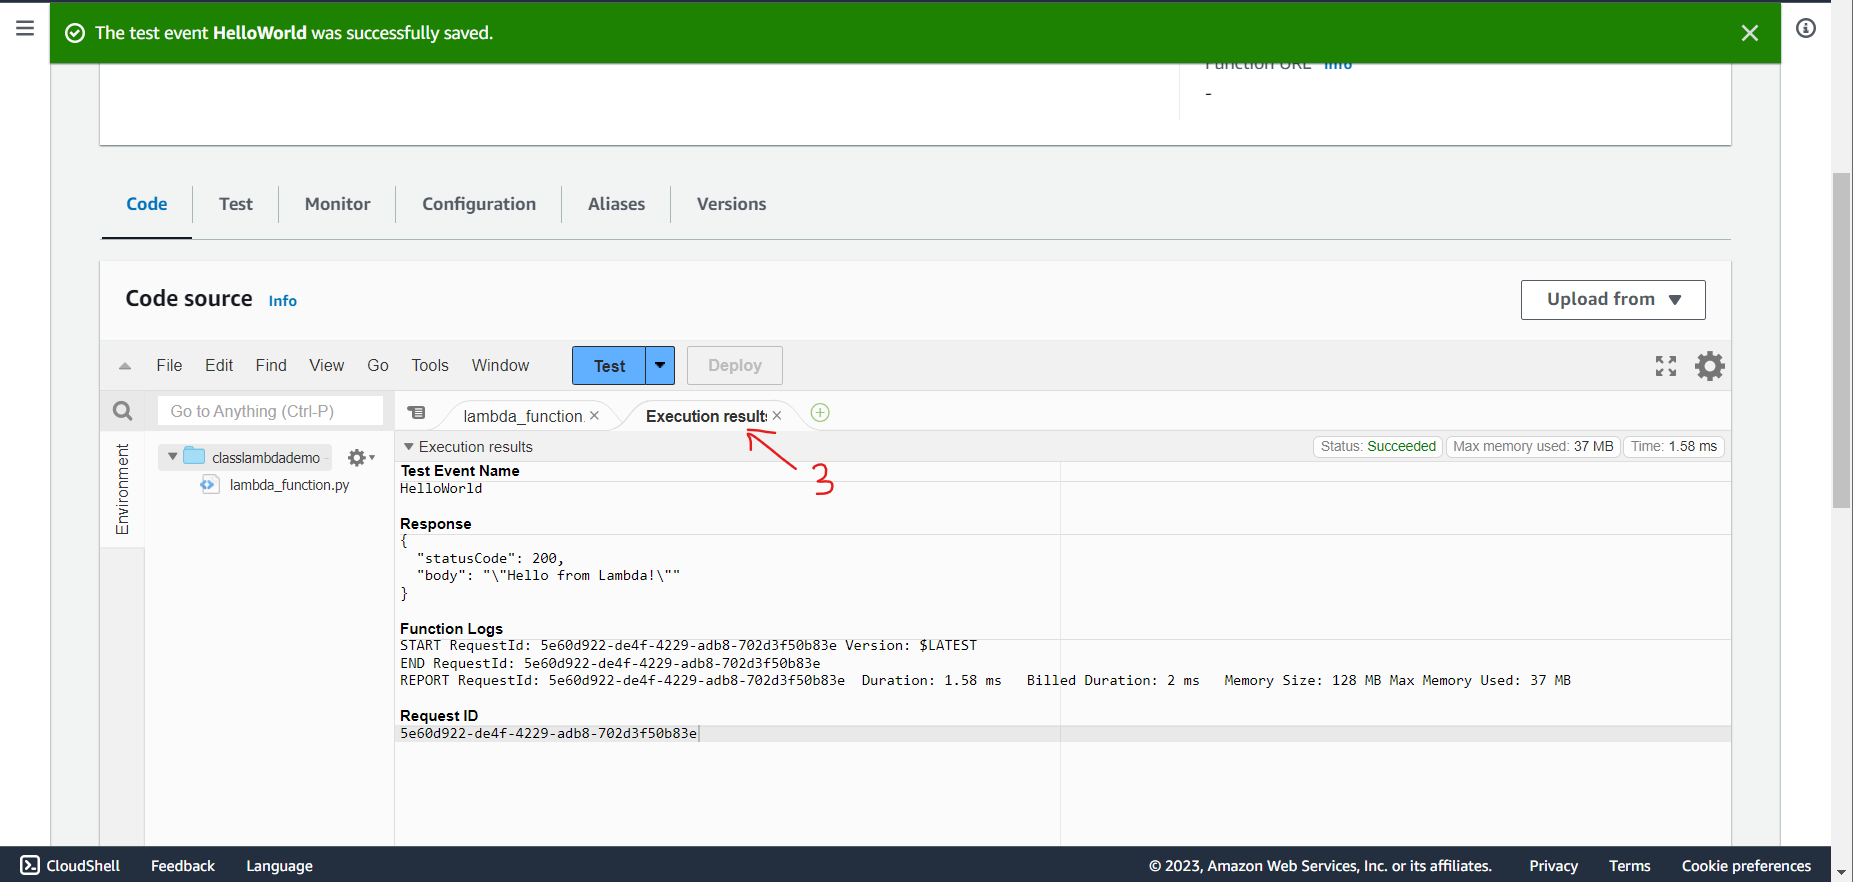 The test event HelloWorld was successfully saved.
Function URL Info
-
Code Test Monitor Configuration Aliases Versions
Code source Info
Upload from
File Edit Find View Go Tools Window Test Deploy
Go to Anything (Ctrl-P)
lambda_function. Execution results
Execution results
Status: Succeeded Max memory used: 37 MB Time: 1.58 ms
Environment
classlambdademo -
lambda_function.py
3
Test Event Name
HelloWorld
Response
{
"statusCode": 200,
"body": "\"Hello from Lambda!\""
}
Function Logs
START RequestId: 5e60d922-de4f-4229-adb8-702d3f50b83e Version: $LATEST
END RequestId: 5e60d922-de4f-4229-adb8-702d3f50b83e
REPORT RequestId: 5e60d922-de4f-4229-adb8-702d3f50b83e Duration: 1.58 ms Billed Duration: 2 ms Memory Size: 128 MB Max Memory Used: 37 MB
Request ID
5e60d922-de4f-4229-adb8-702d3f50b83e
CloudShell Feedback Language © 2023, Amazon Web Services, Inc. or its affiliates. Privacy Terms Cookie preferences